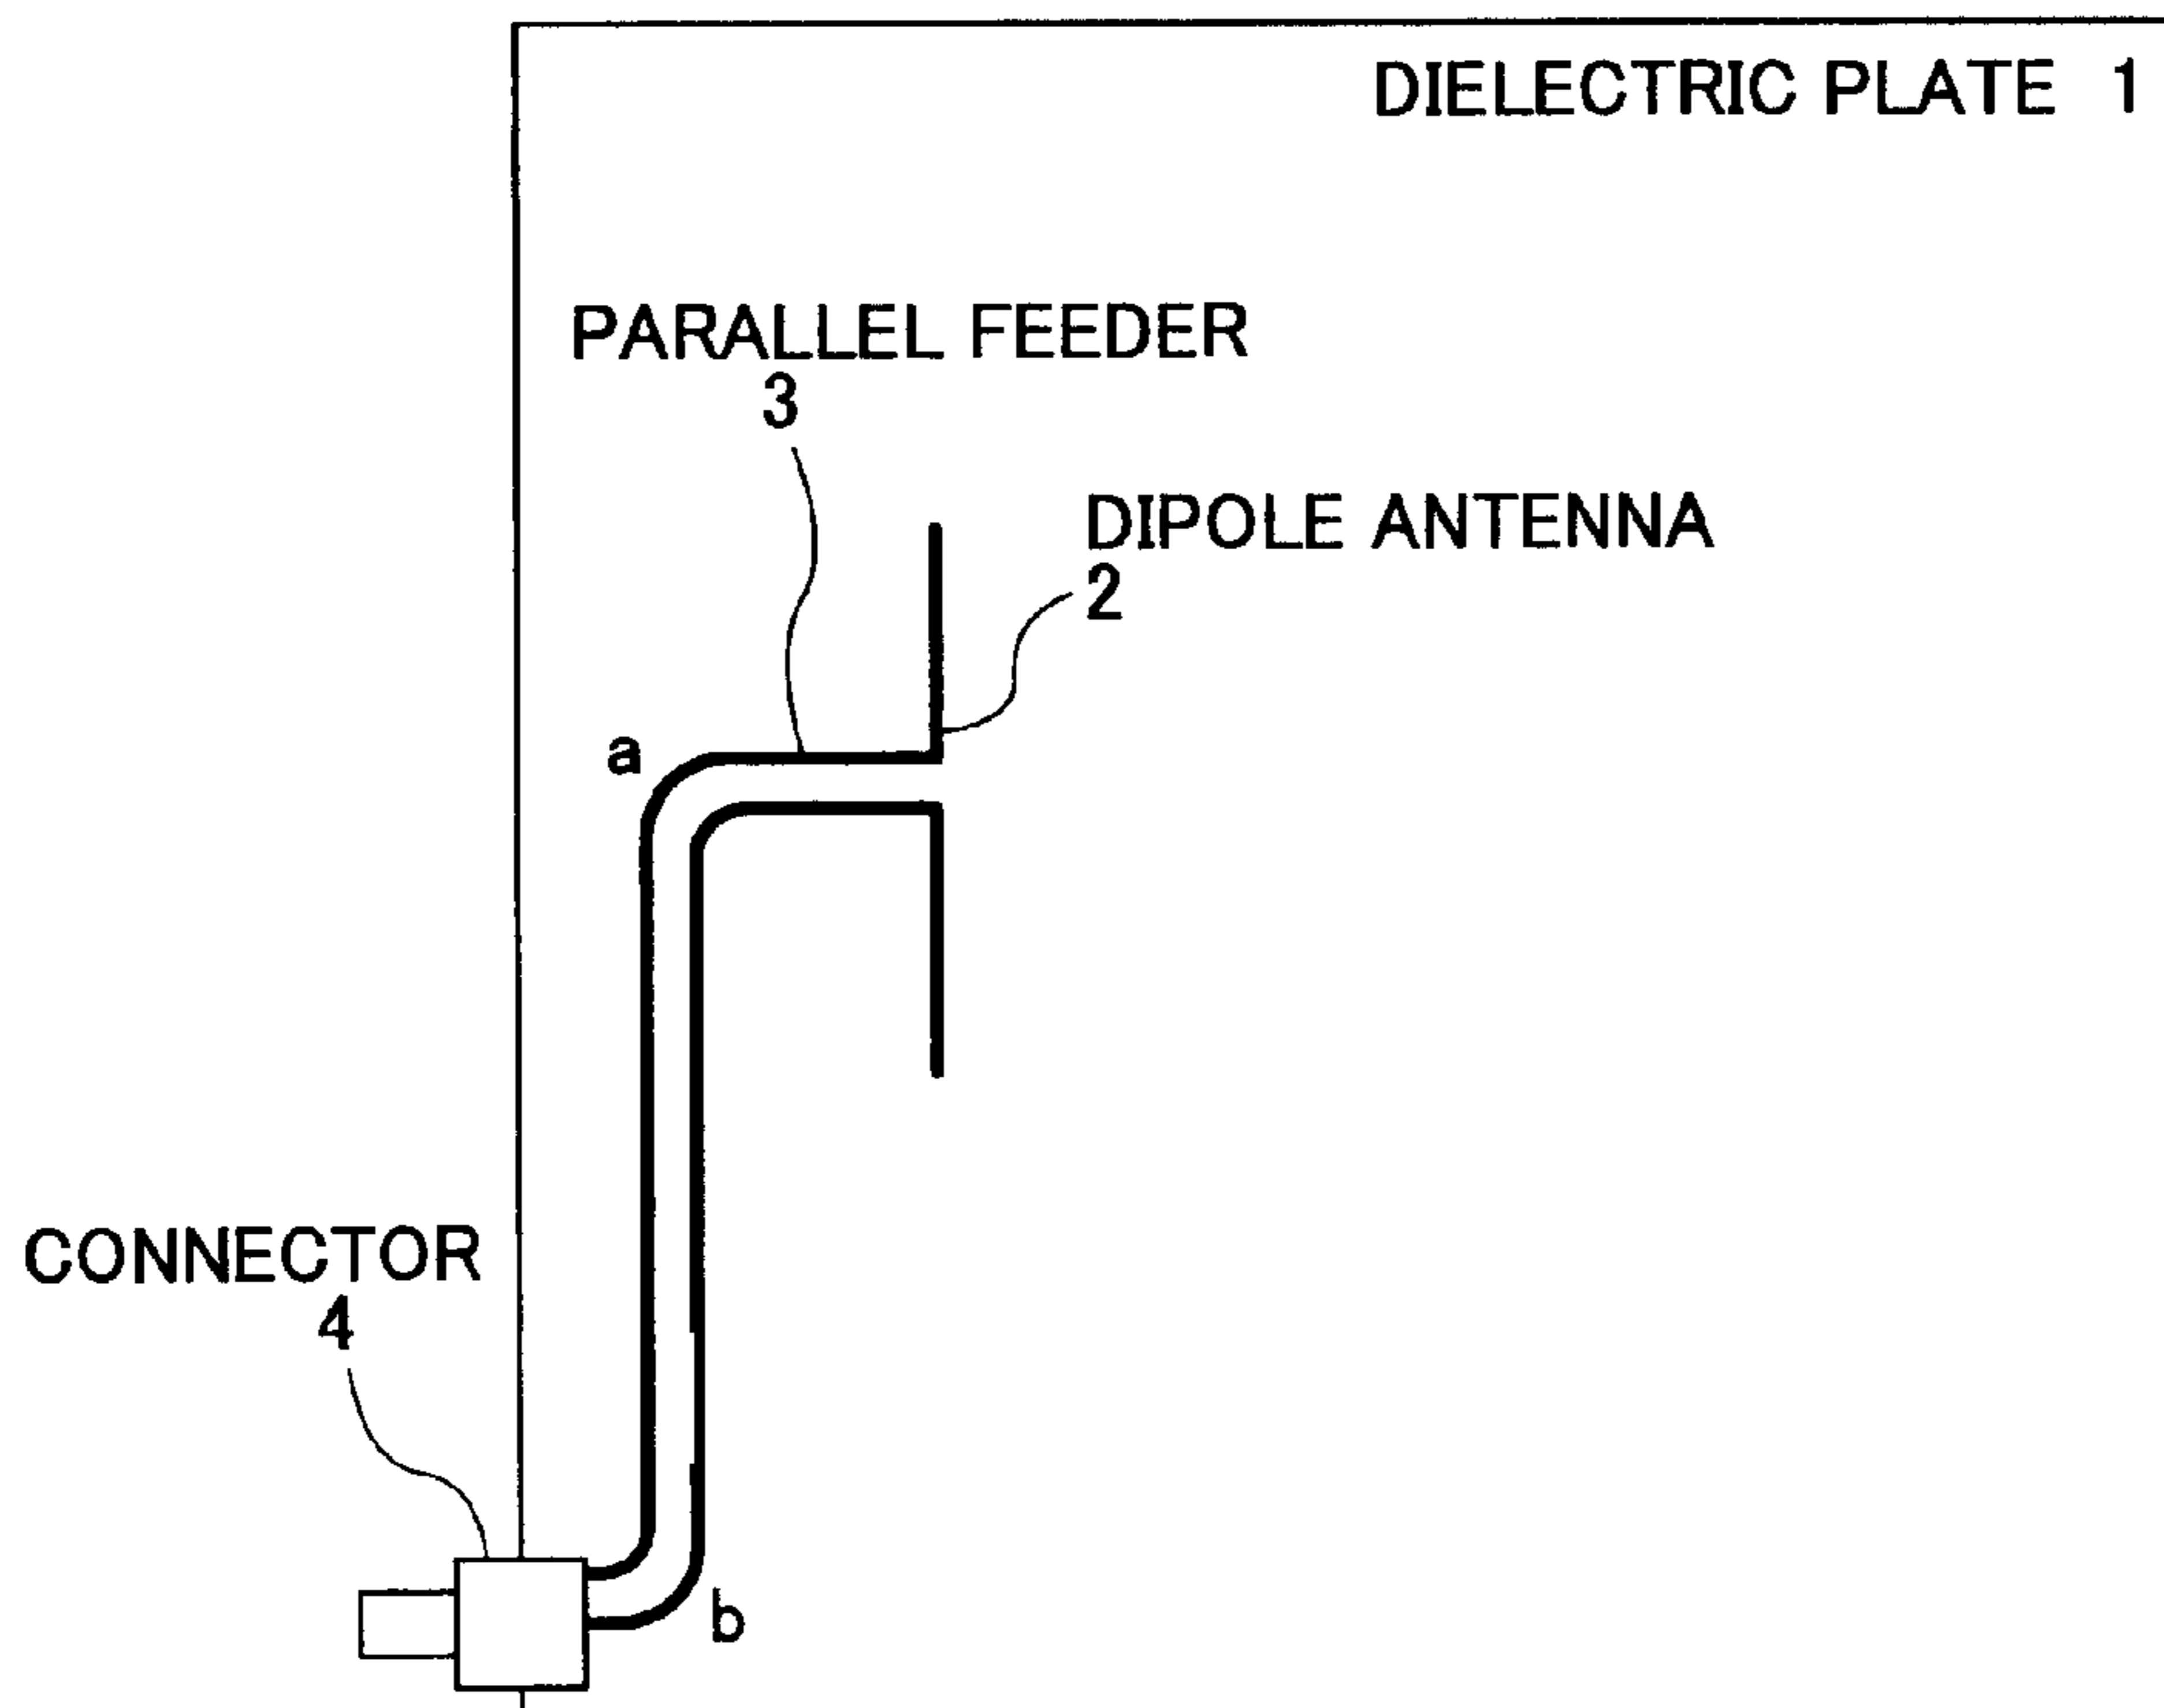 DIELECTRIC PLATE 1
PARALLEL FEEDER
3
DIPOLE ANTENNA
2
a
CONNECTOR
4
b